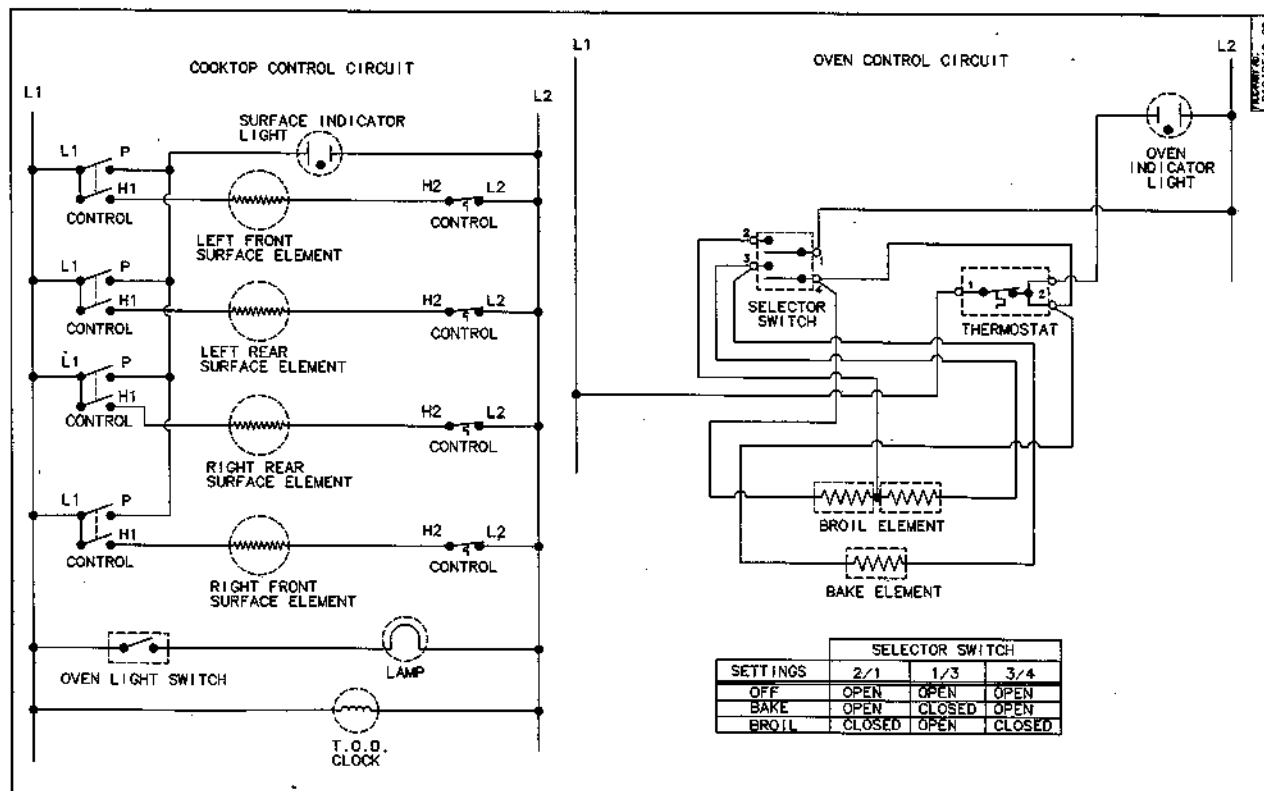 COOKTOP CONTROL CIRCUIT
L1
L2
SURFACE INDICATOR
LIGHT
L1 P
H1
CONTROL
H2 L2
CONTROL
LEFT FRONT
SURFACE ELEMENT
L1 P
H1
CONTROL
H2 L2
CONTROL
LEFT REAR
SURFACE ELEMENT
L1 P
H1
CONTROL
H2 L2
CONTROL
RIGHT REAR
SURFACE ELEMENT
L1 P
H1
CONTROL
H2 L2
CONTROL
RIGHT FRONT
SURFACE ELEMENT
OVEN LIGHT SWITCH
LAMP
T.O.D.
CLOCK
L1
OVEN CONTROL CIRCUIT
L2
OVEN
INDICATOR
LIGHT
2
1
3
4
SELECTOR
SWITCH
1
2
THERMOSTAT
BROIL ELEMENT
BAKE ELEMENT
SELECTOR SWITCH
SETTINGS 2/1 1/3 3/4
OFF OPEN OPEN OPEN
BAKE OPEN CLOSED OPEN
BROIL CLOSED OPEN CLOSED